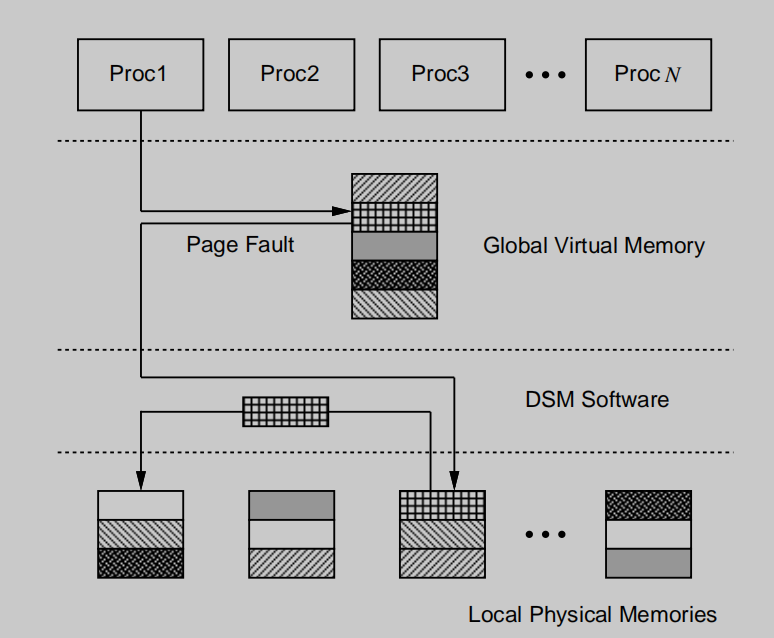 Proc1 Proc2 Proc3 ••• Proc N
Page Fault Global Virtual Memory
DSM Software
•••
Local Physical Memories